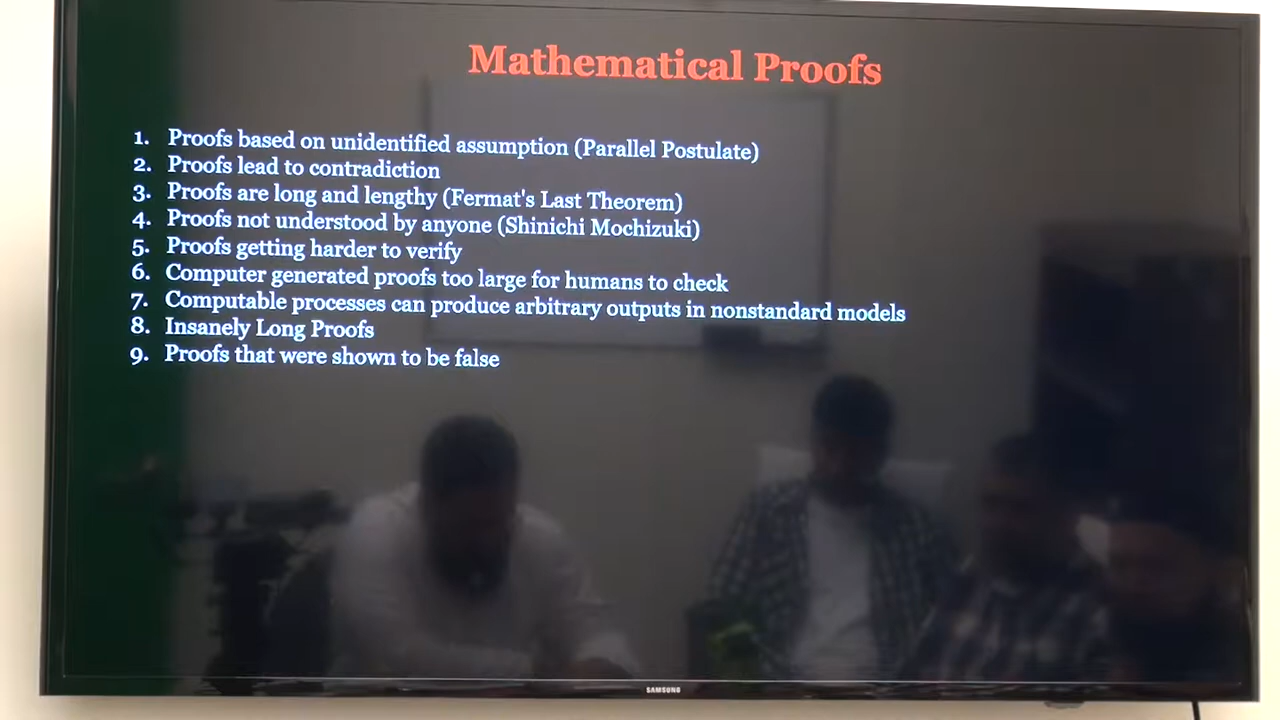 Mathematical Proofs
1. Proofs based on unidentified assumption (Parallel Postulate)
2. Proofs lead to contradiction
3. Proofs are long and lengthy (Fermat's Last Theorem)
4. Proofs not understood by anyone (Shinichi Mochizuki)
5. Proofs getting harder to verify
6. Computer generated proofs too large for humans to check
7. Computable processes can produce arbitrary outputs in nonstandard models
8. Insanely Long Proofs
9. Proofs that were shown to be false
SAMSUNG